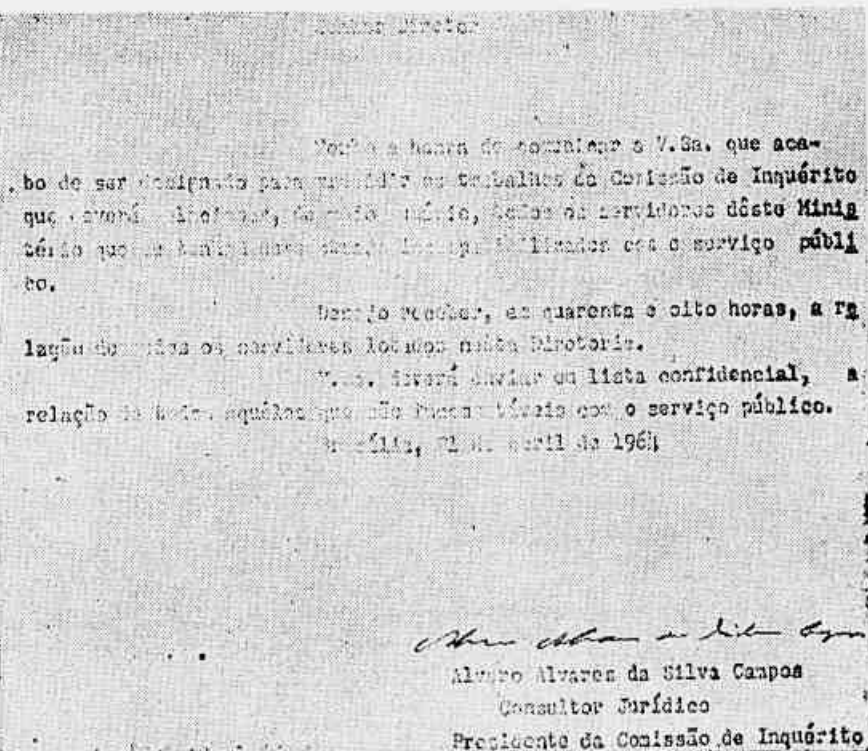 Senhor Diretor
Tenho a honra de comunicar a V.Sa. que aca-
bo de ser designado para presidir os trabalhos da Comissão de Inquérito
que deverá todos os servidores dêste Minis
tério que com o serviço públi
co.
Desejo receber, em quarenta e oito horas, a re
lação de todos os servidores lotados nesta Diretoria.
V.Sa. deverá enviar em lista confidencial, a
relação de todos aquêles que são com o serviço público.
Brasília, 21 de abril de 1964
Alvaro Alvares da Silva Campos
Consultor Jurídico
Presidente da Comissão de Inquérito